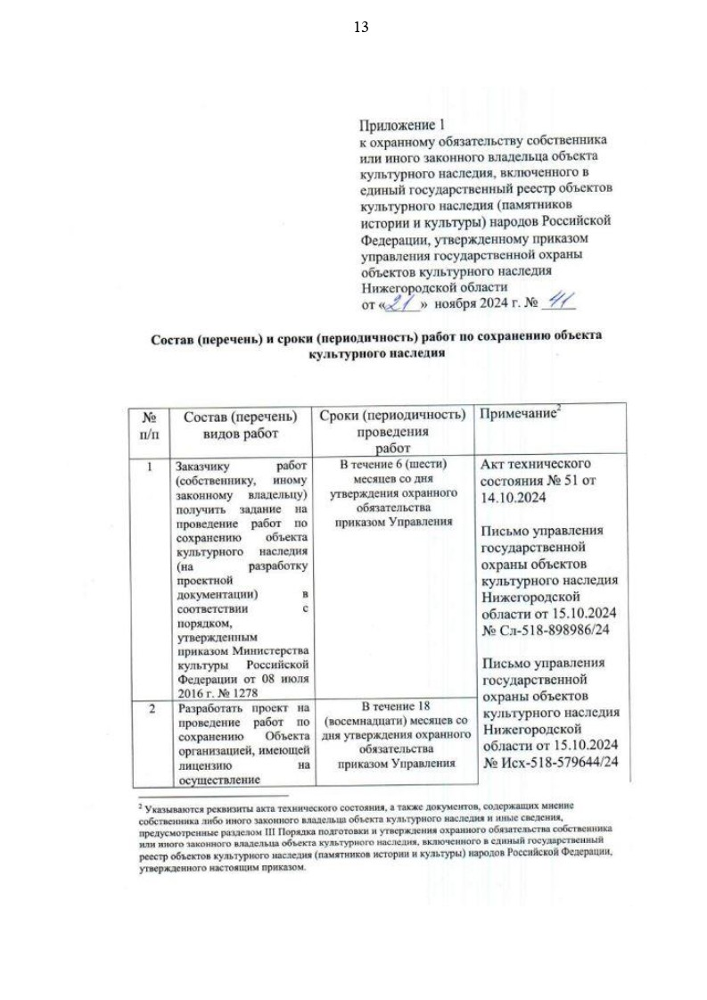 13
Приложение 1
к охранному обязательству собственника
или иного законного владельца объекта
культурного наследия, включенного в
единый государственный реестр объектов
культурного наследия (памятников
истории и культуры) народов Российской
Федерации, утвержденному приказом
управления государственной охраны
объектов культурного наследия
Нижегородской области
от «21» ноября 2024 г. № 41
Состав (перечень) и сроки (периодичность) работ по сохранению объекта
культурного наследия
№
п/п
Состав (перечень)
видов работ
Сроки (периодичность)
проведения
работ
Примечание2
1
Заказчику работ
(собственнику, иному
законному владельцу)
получить задание на
проведение работ по
сохранению объекта
культурного наследия
(на разработку
проектной
документации) в
соответствии с
порядком,
утвержденным
приказом Министерства
культуры Российской
Федерации от 08 июля
2016 г. № 1278
В течение 6 (шести)
месяцев со дня
утверждения охранного
обязательства
приказом Управления
Акт технического
состояния № 51 от
14.10.2024
Письмо управления
государственной
охраны объектов
культурного наследия
Нижегородской
области от 15.10.2024
№ Сл-518-898986/24
Письмо управления
государственной
охраны объектов
культурного наследия
Нижегородской
области от 15.10.2024
№ Исх-518-579644/24
2
Разработать проект на
проведение работ по
сохранению Объекта
организацией, имеющей
лицензию на
осуществление
В течение 18
(восемнадцати) месяцев со
дня утверждения охранного
обязательства
приказом Управления
2 Указываются реквизиты акта технического состояния, а также документов, содержащих мнение
собственника либо иного законного владельца объекта культурного наследия и иные сведения,
предусмотренные разделом III Порядка подготовки и утверждения охранного обязательства собственника
или иного законного владельца объекта культурного наследия, включенного в единый государственный
реестр объектов культурного наследия (памятников истории и культуры) народов Российской Федерации,
утвержденного настоящим приказом.